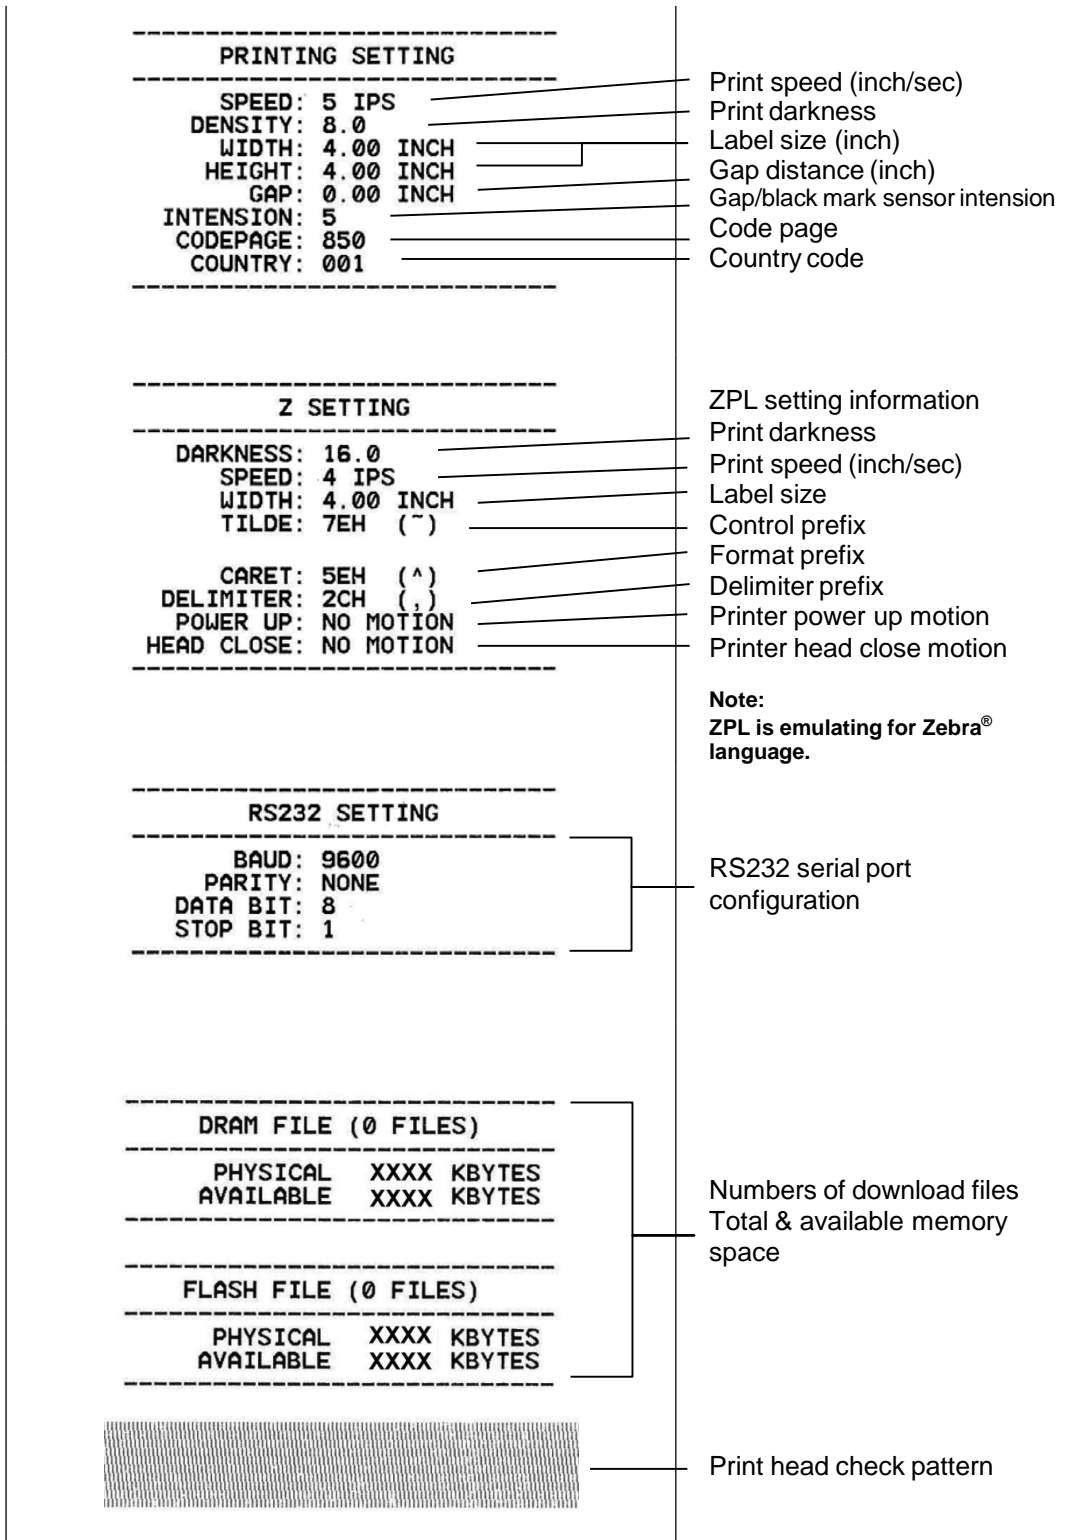 PRINTING SETTING
SPEED: 5 IPS
DENSITY: 8.0
WIDTH: 4.00 INCH
HEIGHT: 4.00 INCH
GAP: 0.00 INCH
INTENSION: 5
CODEPAGE: 850
COUNTRY: 001
Print speed (inch/sec)
Print darkness
Label size (inch)
Gap distance (inch)
Gap/black mark sensor intension
Code page
Country code
Z SETTING
DARKNESS: 16.0
SPEED: 4 IPS
WIDTH: 4.00 INCH
TILDE: 7EH (~)
CARET: 5EH (^)
DELIMITER: 2CH (,)
POWER UP: NO MOTION
HEAD CLOSE: NO MOTION
ZPL setting information
Print darkness
Print speed (inch/sec)
Label size
Control prefix
Format prefix
Delimiter prefix
Printer power up motion
Printer head close motion
Note:
ZPL is emulating for Zebra®
language.
RS232 SETTING
BAUD: 9600
PARITY: NONE
DATA BIT: 8
STOP BIT: 1
RS232 serial port
configuration
DRAM FILE (0 FILES)
PHYSICAL XXXX KBYTES
AVAILABLE XXXX KBYTES
FLASH FILE (0 FILES)
PHYSICAL XXXX KBYTES
AVAILABLE XXXX KBYTES
Numbers of download files
Total & available memory
space
Print head check pattern